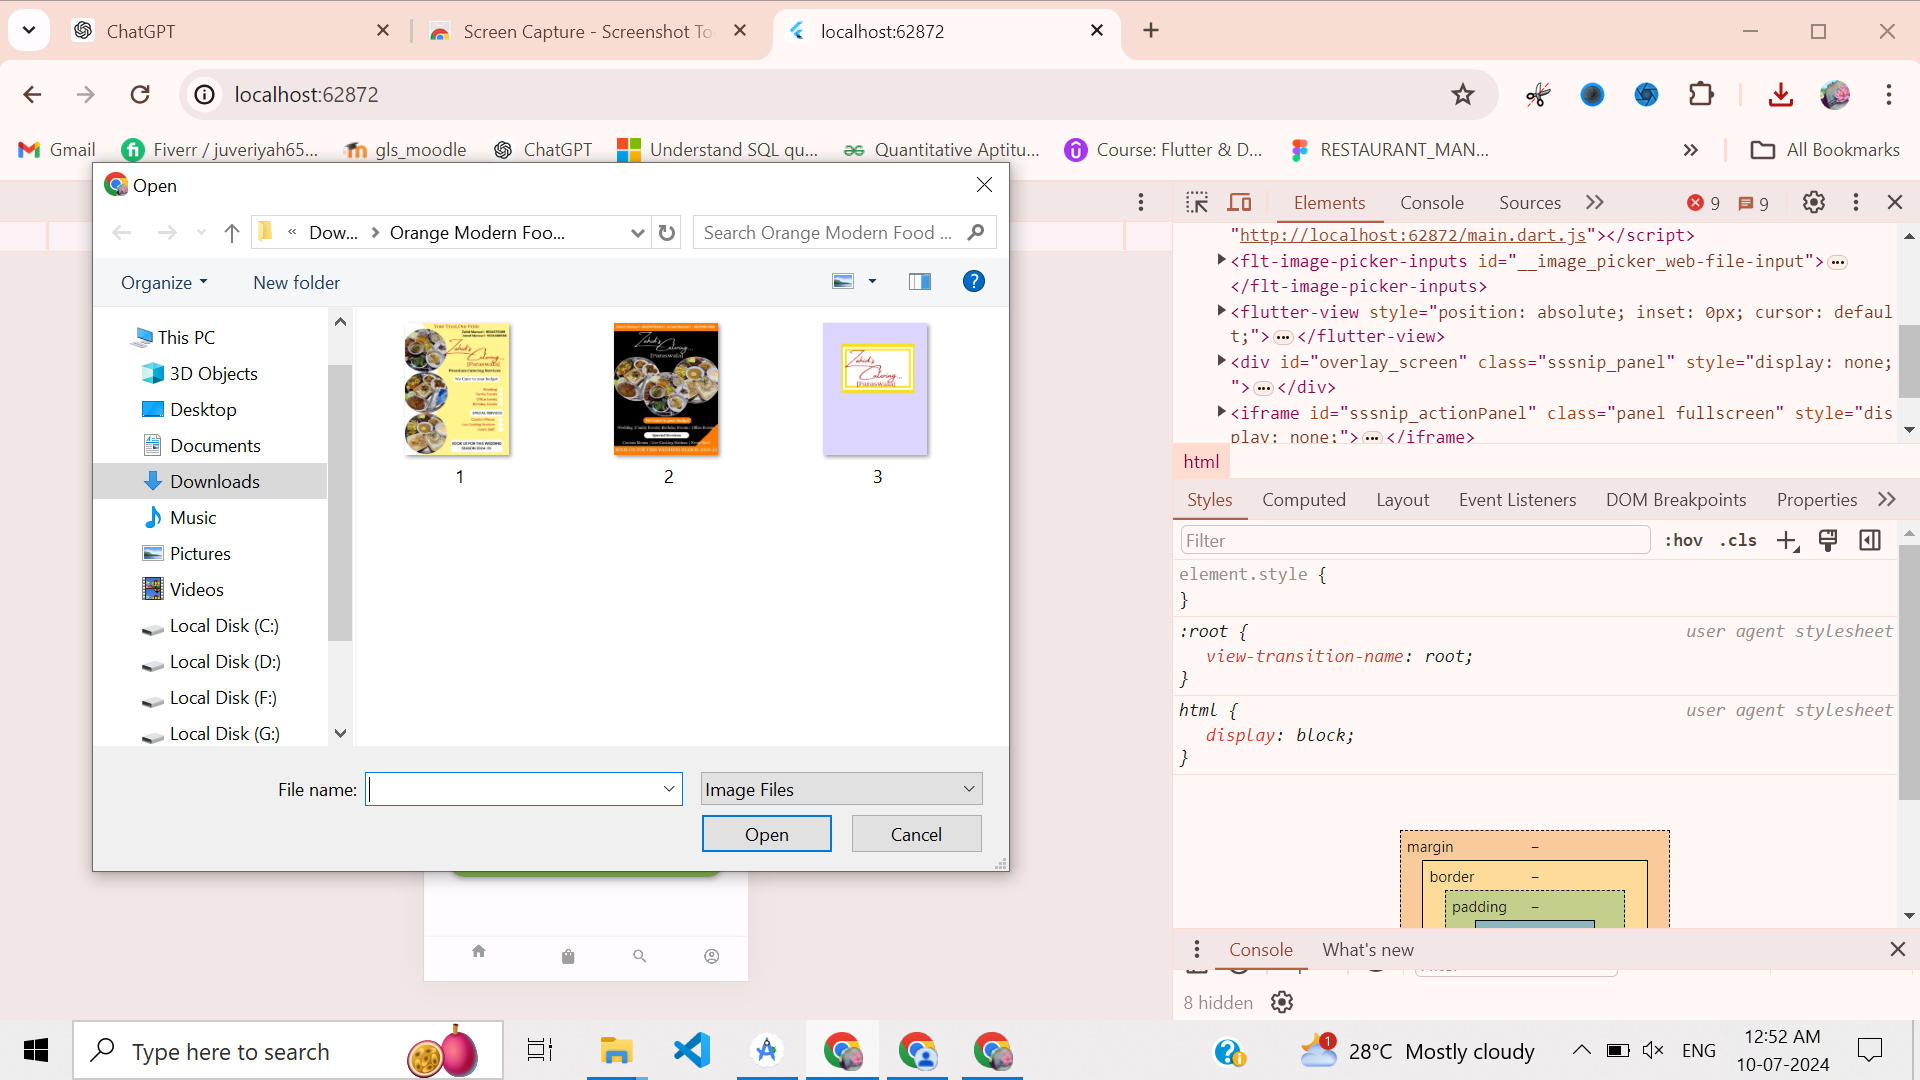 ChatGPT
Screen Capture - Screenshot To
localhost:62872
localhost:62872
Gmail
Fiverr / juveriyah65...
gls_moodle
ChatGPT
Understand SQL qu...
Quantitative Aptitu...
Course: Flutter & D...
RESTAURANT_MAN...
All Bookmarks
Open
« Dow... > Orange Modern Foo...
Search Orange Modern Food ...
Organize
New folder
This PC
3D Objects
Desktop
Documents
Downloads
Music
Pictures
Videos
Local Disk (C:)
Local Disk (D:)
Local Disk (F:)
Local Disk (G:)
1
2
3
File name:
Image Files
Open
Cancel
Elements
Console
Sources
9
9
"http://localhost:62872/main.dart.js"></script>
<flt-image-picker-inputs id="__image_picker_web-file-input">…
</flt-image-picker-inputs>
<flutter-view style="position: absolute; inset: 0px; cursor: defaul
t;">…</flutter-view>
<div id="overlay_screen" class="sssnip_panel" style="display: none;
">…</div>
<iframe id="sssnip_actionPanel" class="panel fullscreen" style="dis
play: none;">…</iframe>
html
Styles
Computed
Layout
Event Listeners
DOM Breakpoints
Properties
Filter
:hov
.cls
element.style {
}
:root {
user agent stylesheet
view-transition-name: root;
}
html {
user agent stylesheet
display: block;
}
margin
–
border
–
padding
–
Console
What's new
8 hidden
Type here to search
1
28°C Mostly cloudy
ENG
12:52 AM
10-07-2024